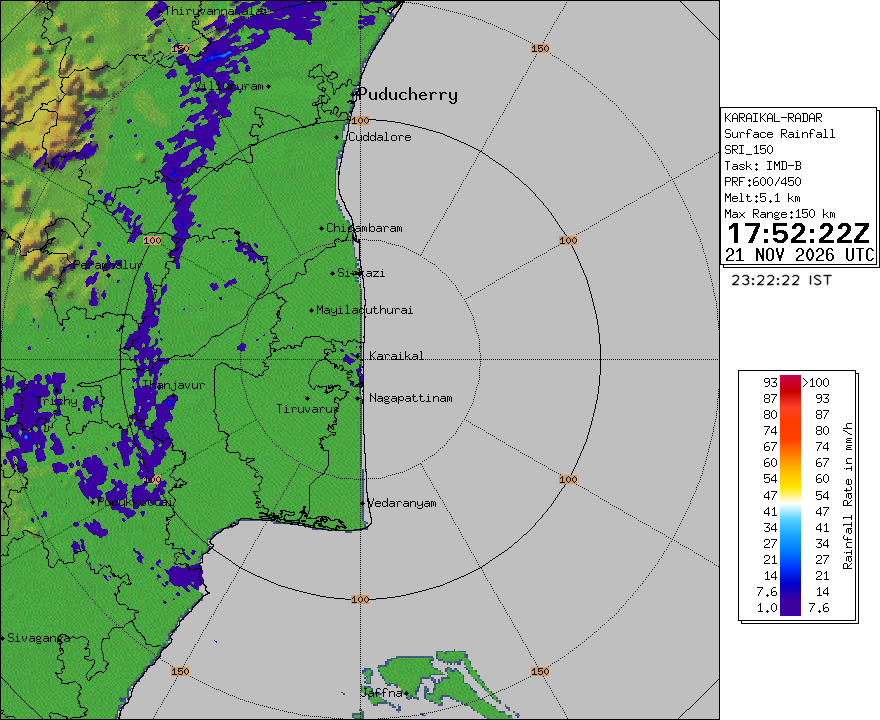 Thiruvannamalai
150
150
Villupuram
Puducherry
100
Cuddalore
Chidambaram
100
100
Perambalur
Sirkazi
Mayiladuthurai
Karaikal
Thanjavur
Trichy
Tiruvarur
Nagapattinam
100
100
Pudukkottai
Vedaranyam
100
Sivaganga
150
150
Jaffna
KARAIKAL-RADAR
Surface Rainfall
SRI_150
Task: IMD-B
PRF:600/450
Melt:5.1 km
Max Range:150 km
17:52:22Z
21 NOV 2026 UTC
23:22:22 IST
93 >100
87 93
80 87
74 80
67 74
60 67
54 60
47 54
41 47
34 41
27 34
21 27
14 21
7.6 14
1.0 7.6
Rainfall Rate in mm/h